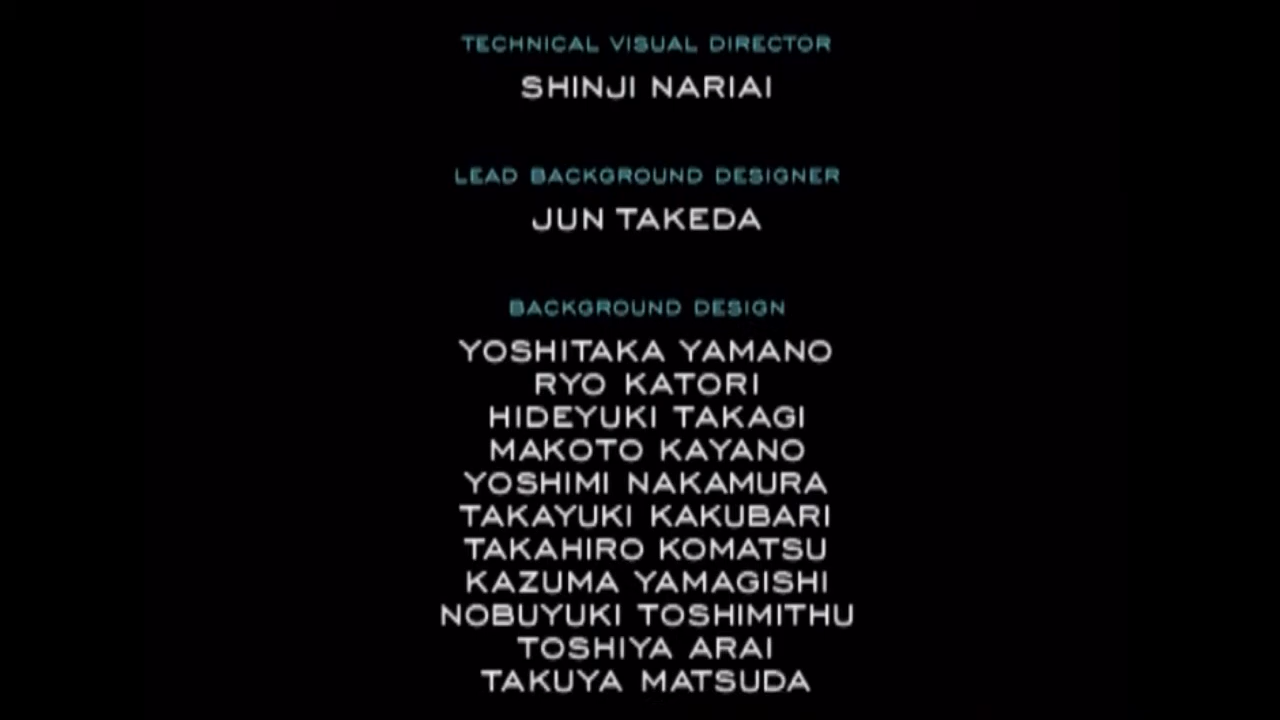 TECHNICAL VISUAL DIRECTOR
SHINJI NARIAI
LEAD BACKGROUND DESIGNER
JUN TAKEDA
BACKGROUND DESIGN
YOSHITAKA YAMANO
RYO KATORI
HIDEYUKI TAKAGI
MAKOTO KAYANO
YOSHIMI NAKAMURA
TAKAYUKI KAKUBARI
TAKAHIRO KOMATSU
KAZUMA YAMAGISHI
NOBUYUKI TOSHIMITHU
TOSHIYA ARAI
TAKUYA MATSUDA